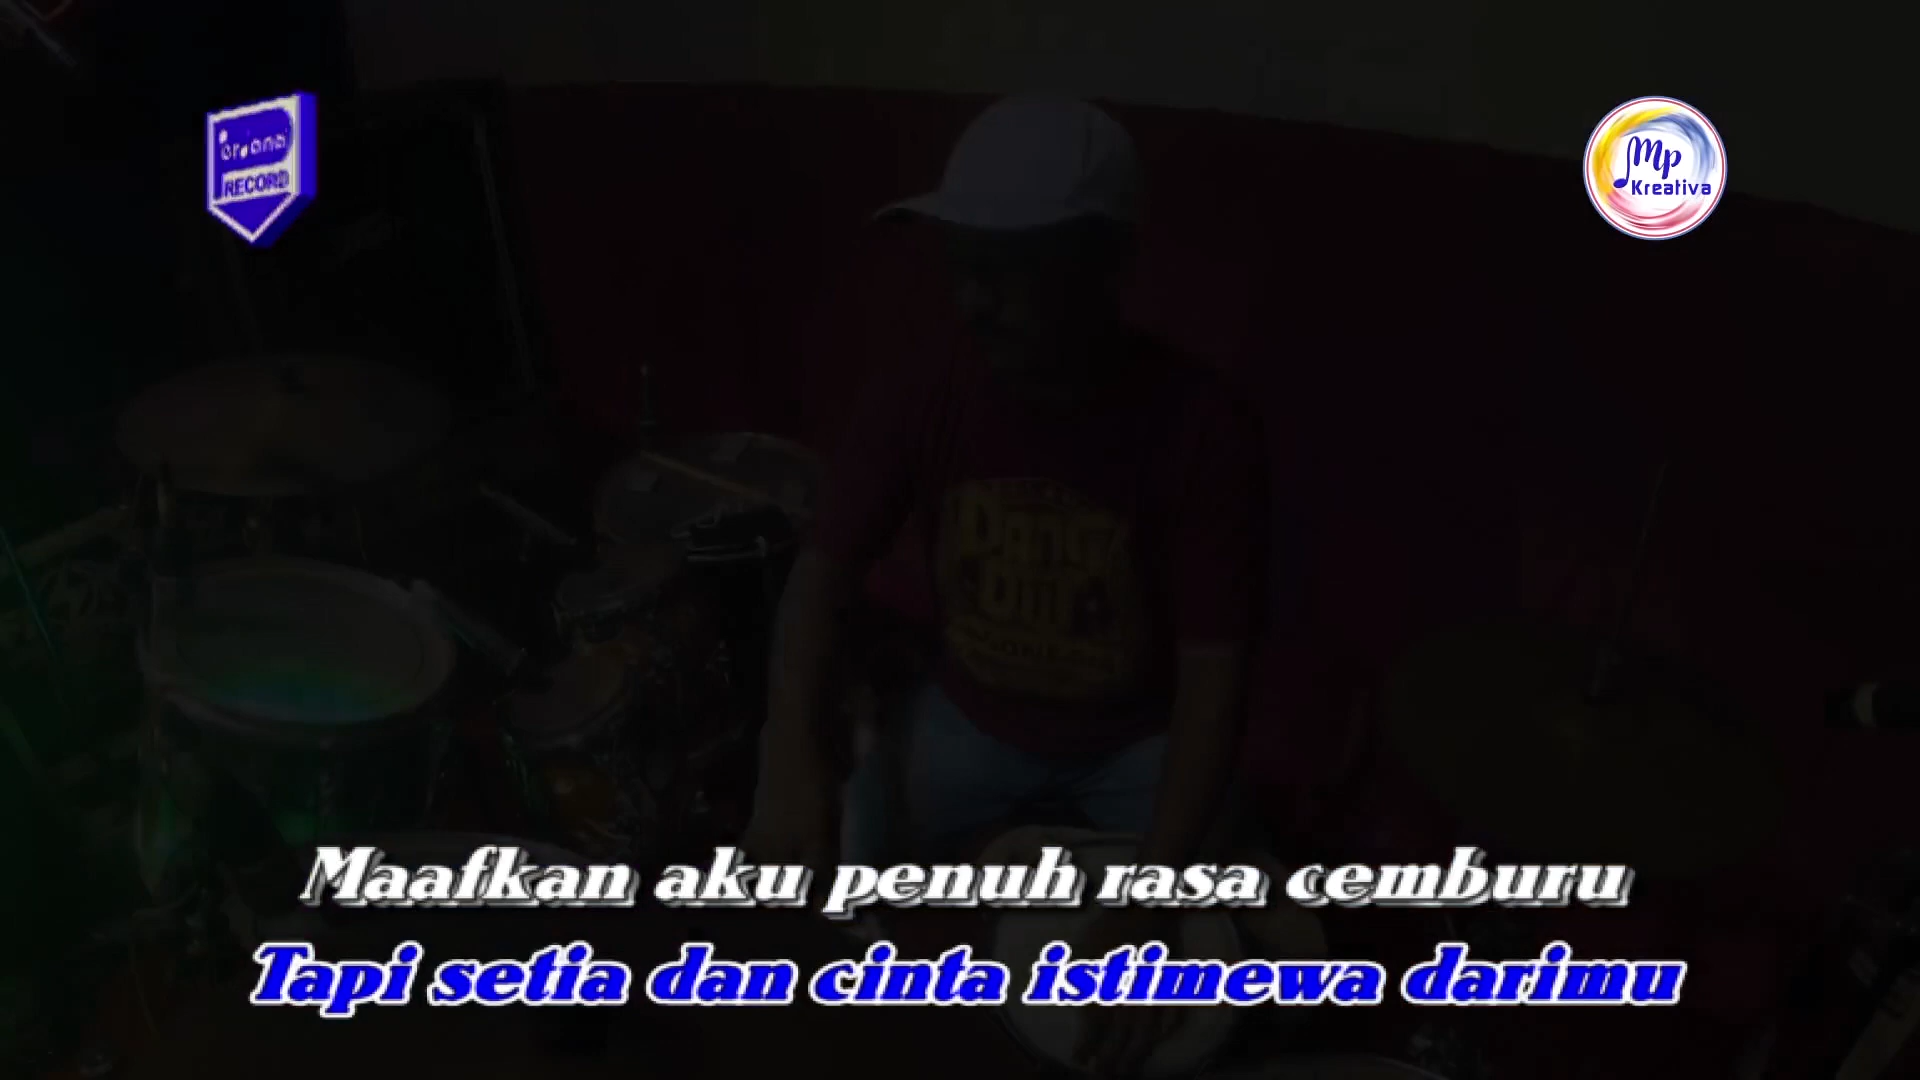 RECORD
Mp
Kreativa
Maafkan aku penuh rasa cemburu
Tapi setia dan cinta istimewa darimu